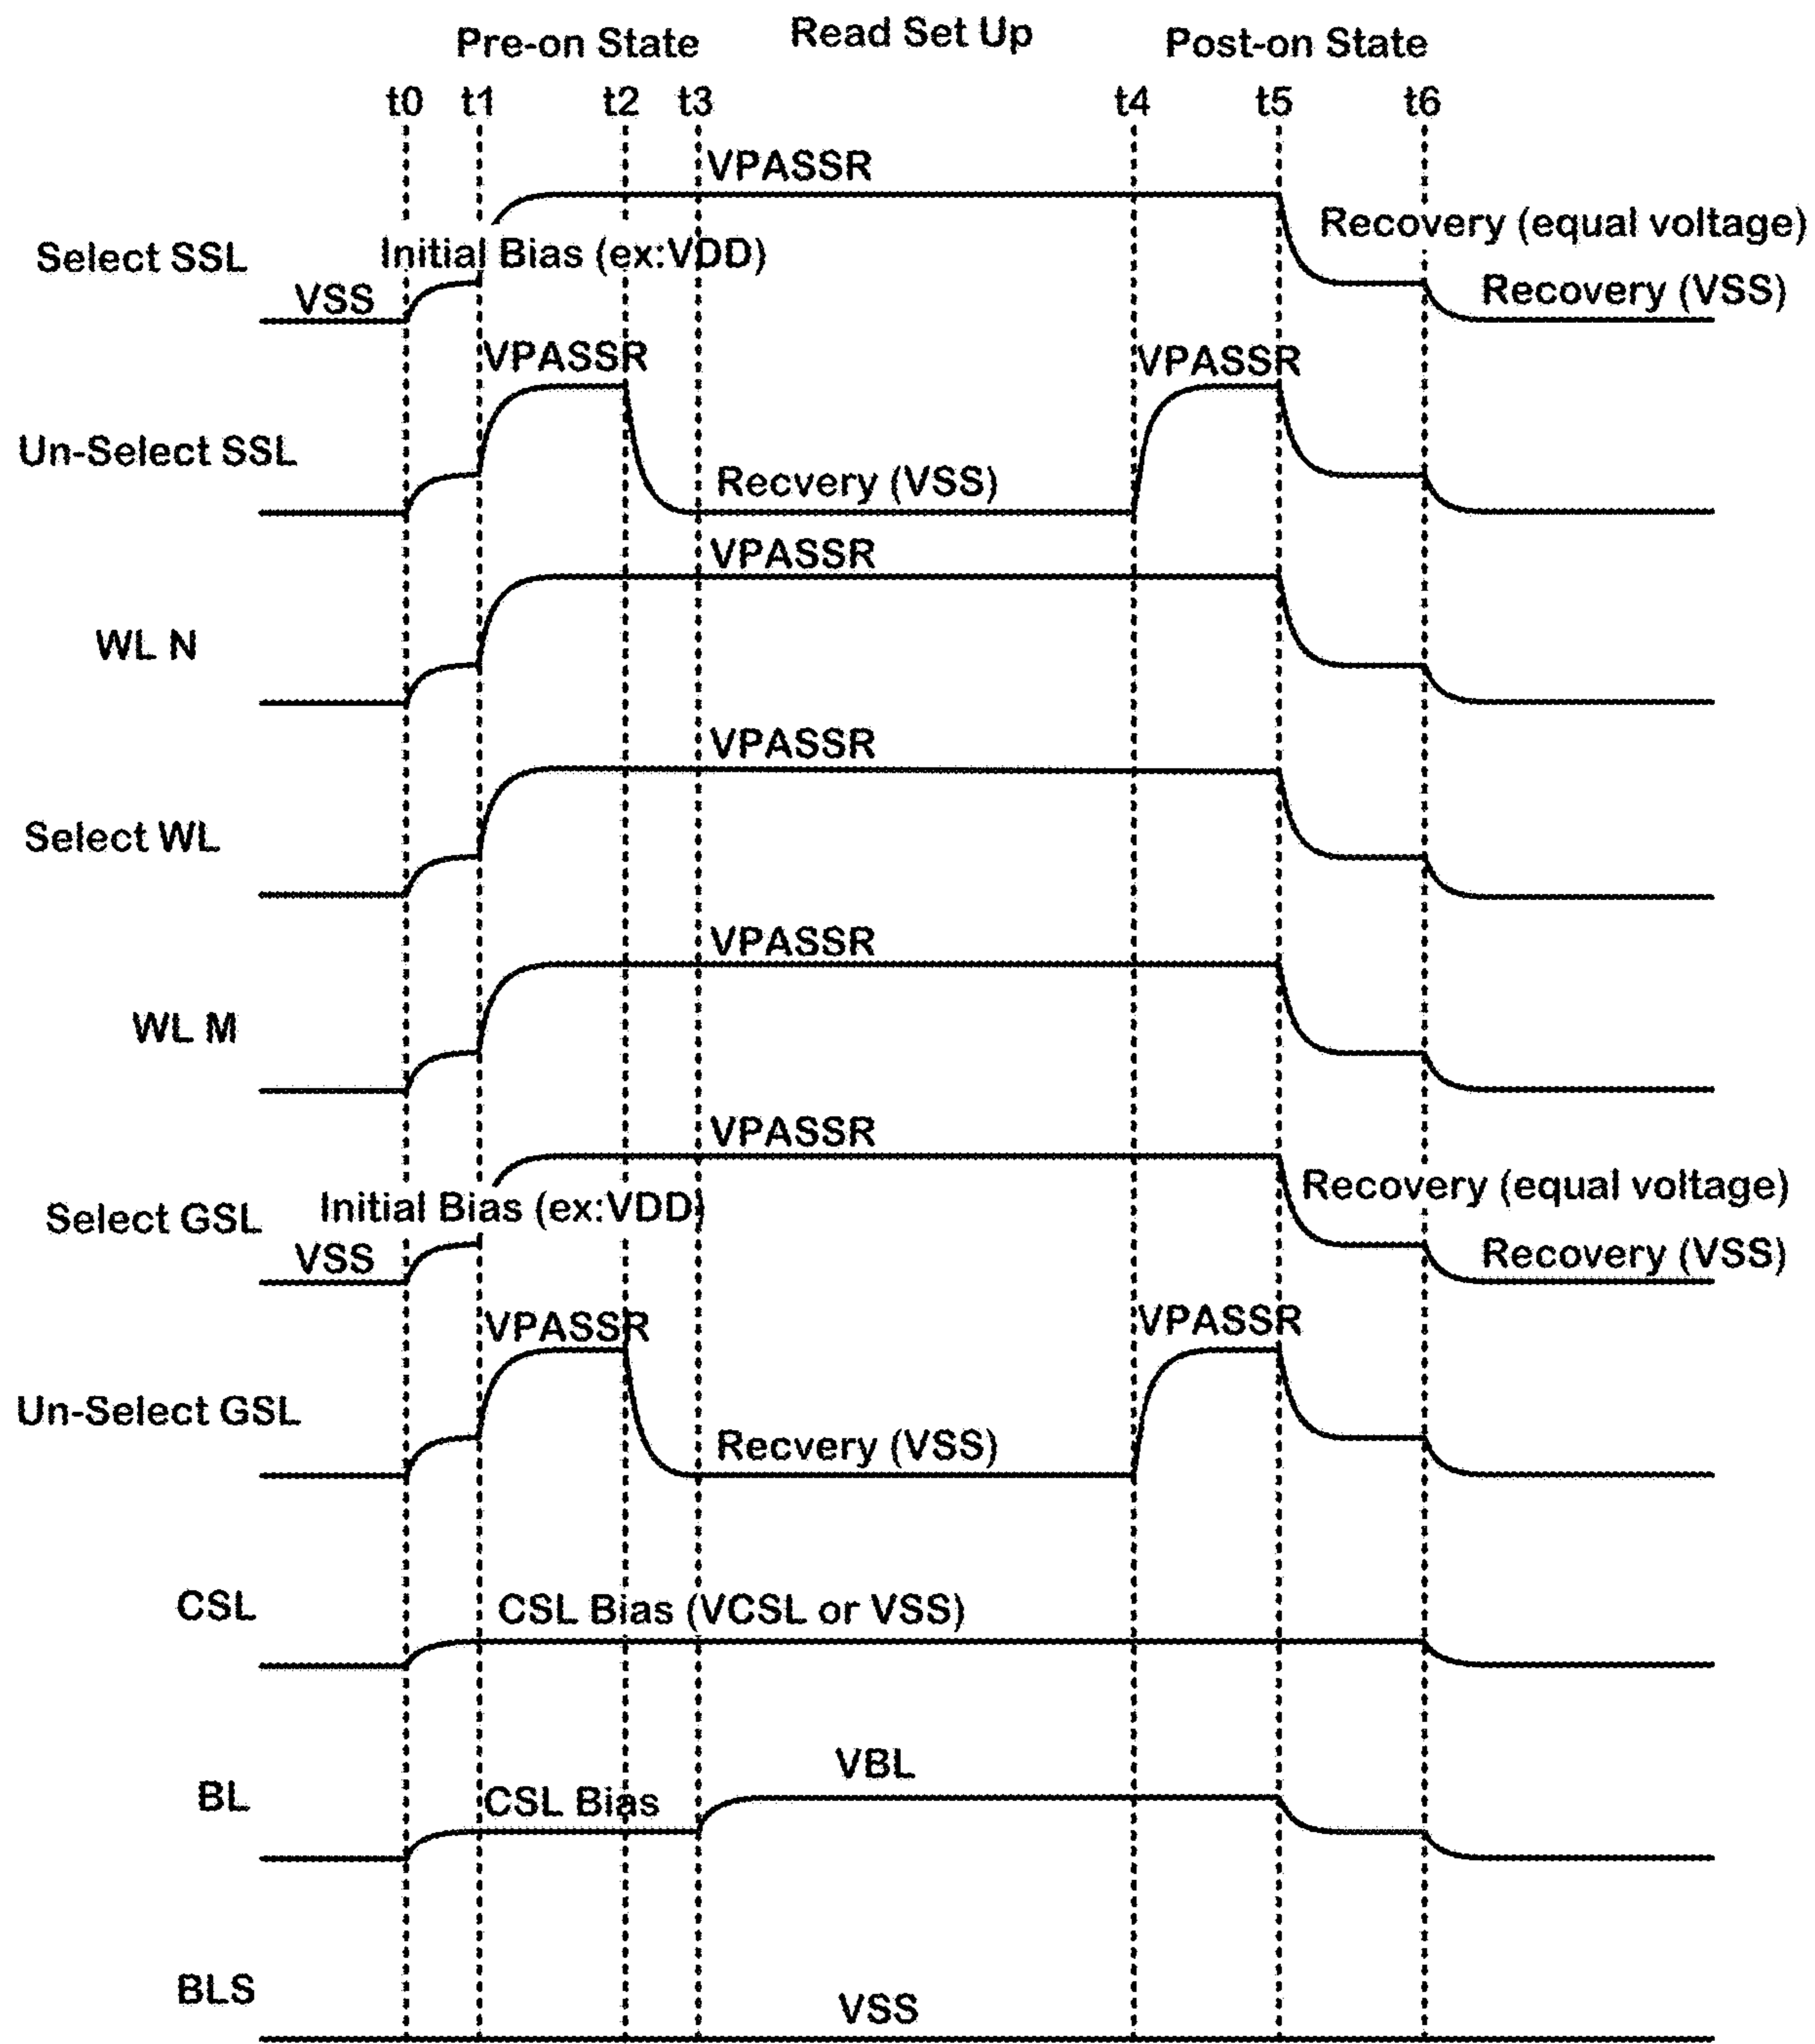 Pre-on State Read Set Up Post-on State
t0 t1 t2 t3 t4 t5 t6
VPASSR
Recovery (equal voltage)
Select SSL Initial Bias (ex:VDD)
VSS Recovery (VSS)
VPASSR VPASSR
Un-Select SSL
Recvery (VSS)
VPASSR
WL N
VPASSR
Select WL
VPASSR
WL M
VPASSR
Recovery (equal voltage)
Select GSL Initial Bias (ex:VDD)
VSS Recovery (VSS)
VPASSR VPASSR
Un-Select GSL
Recvery (VSS)
CSL CSL Bias (VCSL or VSS)
VBL
BL CSL Bias
BLS
VSS